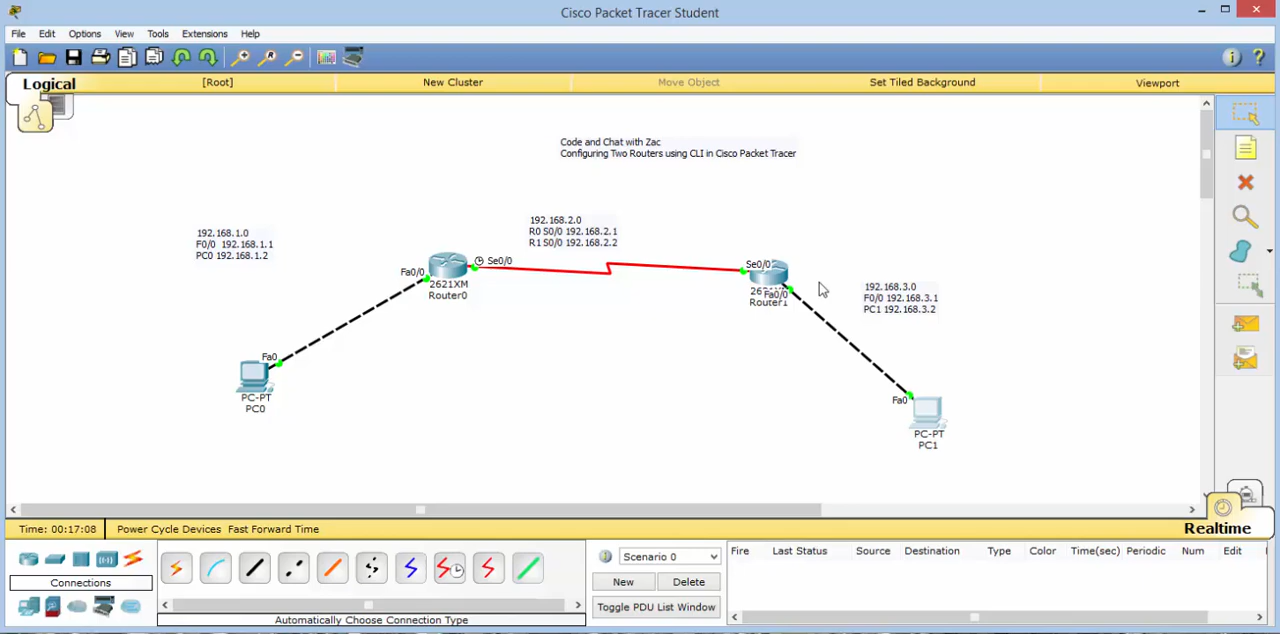 Cisco Packet Tracer Student
File Edit Options View Tools Extensions Help
Logical [Root] New Cluster Move Object Set Tiled Background Viewport
Code and Chat with Zac
Configuring Two Routers using CLI in Cisco Packet Tracer
192.168.2.0
R0 S0/0 192.168.2.1
R1 S0/0 192.168.2.2
192.168.1.0
F0/0 192.168.1.1
PC0 192.168.1.2
Se0/0
Fa0/0
2621XM
Router0
Se0/0
Fa0/0
Router1
192.168.3.0
F0/0 192.168.3.1
PC1 192.168.3.2
Fa0
PC-PT
PC0
Fa0
PC-PT
PC1
Time: 00:17:08 Power Cycle Devices Fast Forward Time
Realtime
Connections
Automatically Choose Connection Type
Scenario 0
New Delete
Toggle PDU List Window
Fire Last Status Source Destination Type Color Time(sec) Periodic Num Edit